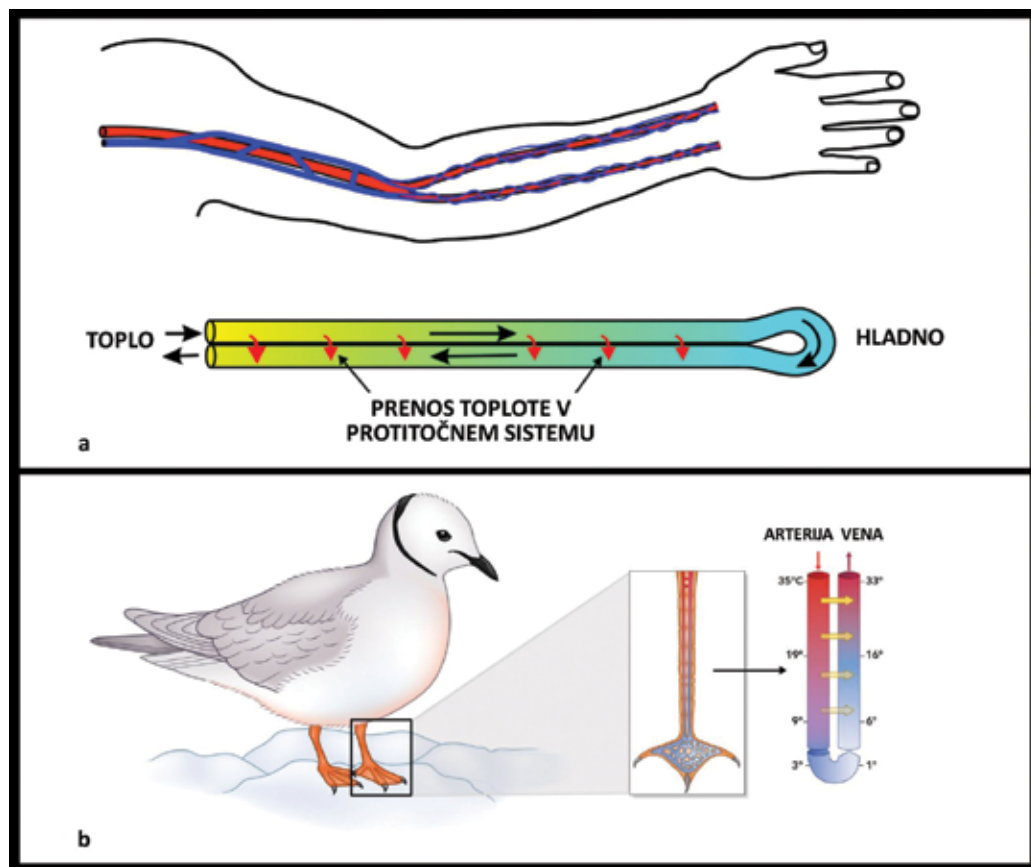 TOPLO
HLADNO
PRENOS TOPLOTE V
PROTITOČNEM SISTEMU
a
ARTERIJA VENA
35°C 33°
19° 16°
9° 6°
3° 1°
b